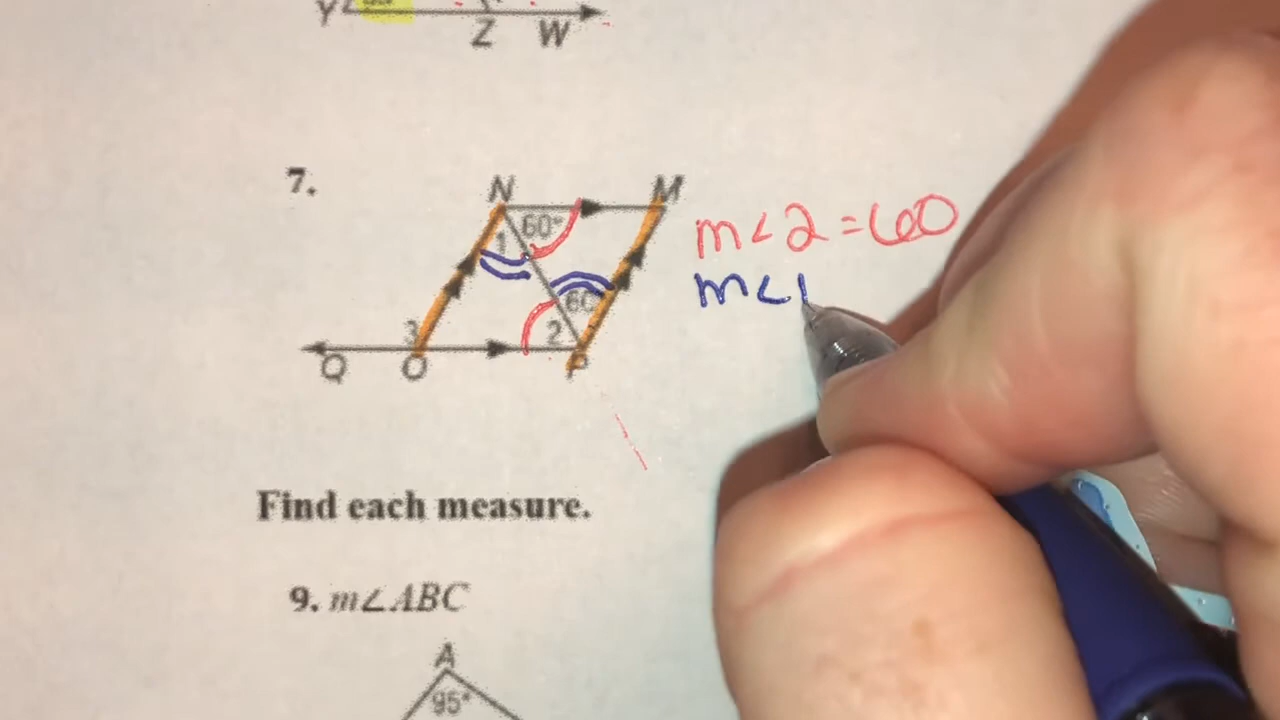 Y
Z W
7.
N M
60°
1
60
2
3
Q O P
m∠2=60
m∠1
Find each measure.
9. m∠ABC
A
95°